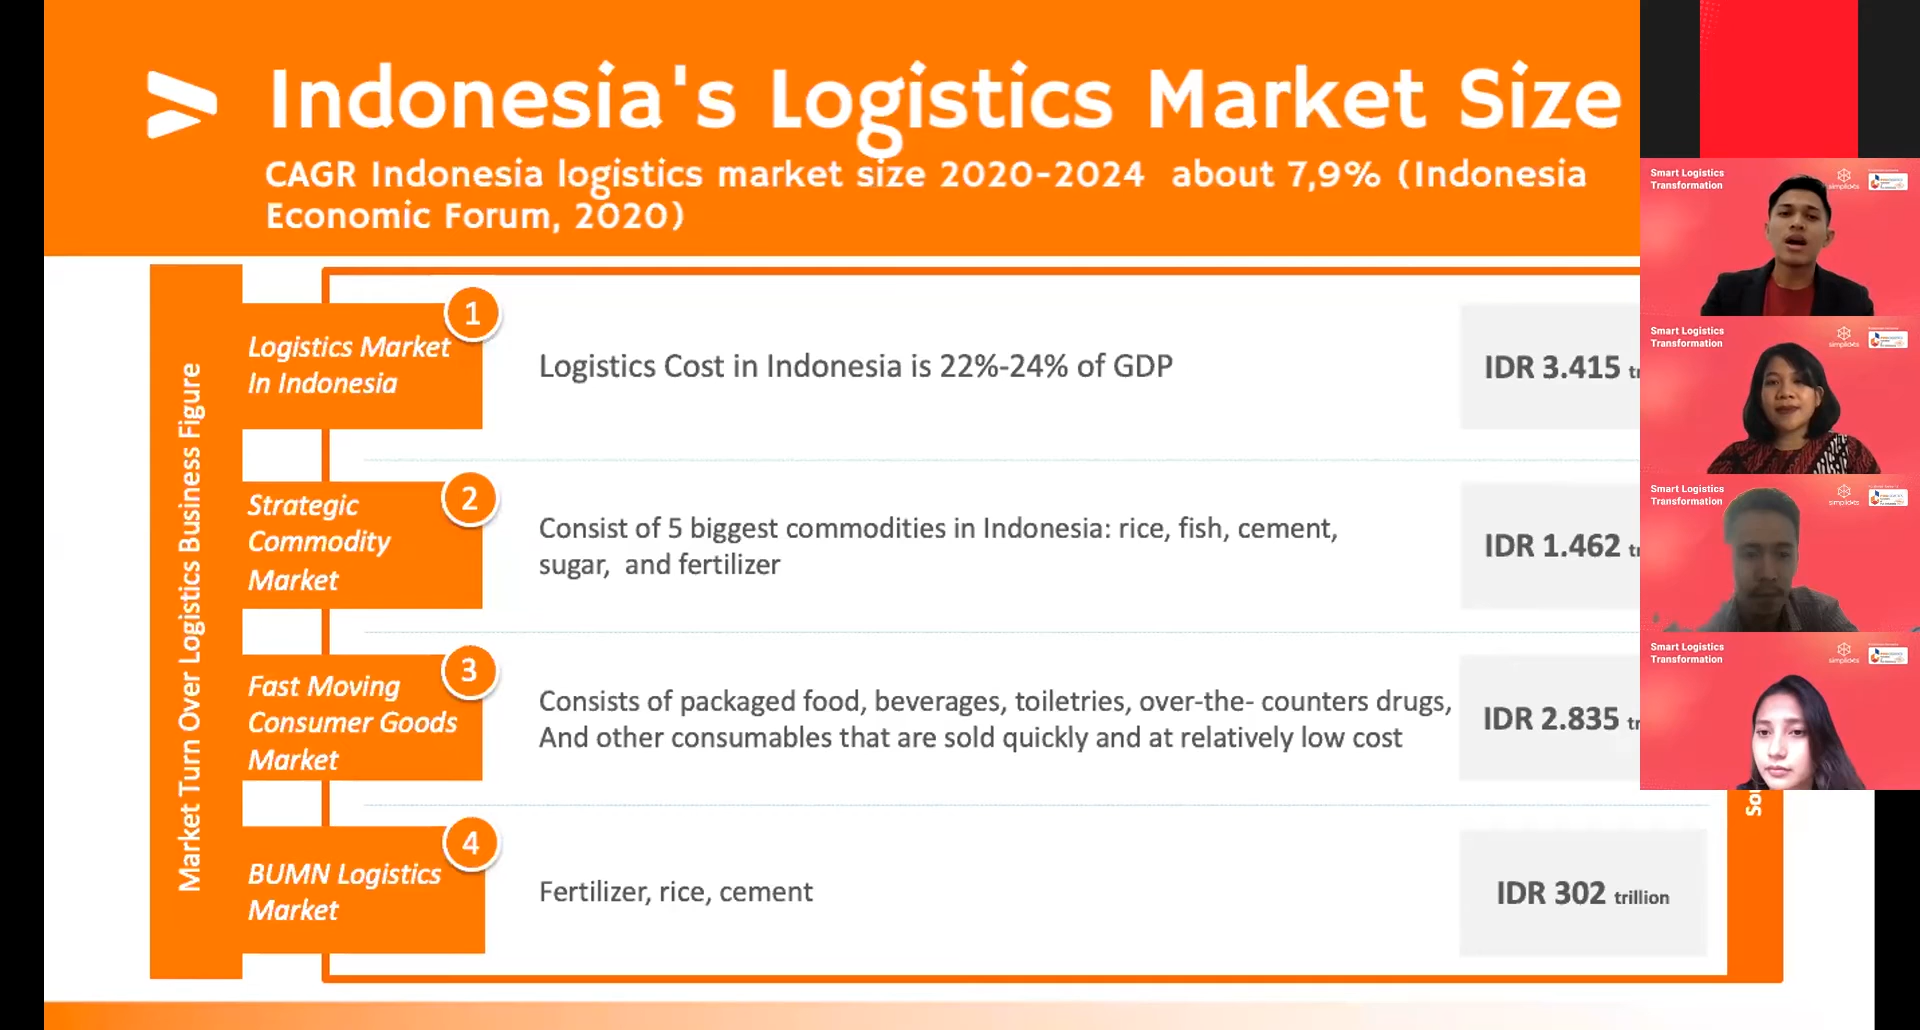 Indonesia's Logistics Market Size
CAGR Indonesia logistics market size 2020-2024 about 7,9% (Indonesia
Economic Forum, 2020)
Market Turn Over Logistics Business Figure
1
Logistics Market
In Indonesia
Logistics Cost in Indonesia is 22%-24% of GDP
IDR 3.415
2
Strategic
Commodity
Market
Consist of 5 biggest commodities in Indonesia: rice, fish, cement,
sugar, and fertilizer
IDR 1.462
3
Fast Moving
Consumer Goods
Market
Consists of packaged food, beverages, toiletries, over-the- counters drugs,
And other consumables that are sold quickly and at relatively low cost
IDR 2.835
4
BUMN Logistics
Market
Fertilizer, rice, cement
IDR 302 trillion
Smart Logistics
Transformation
Smart Logistics
Transformation
Smart Logistics
Transformation
Smart Logistics
Transformation